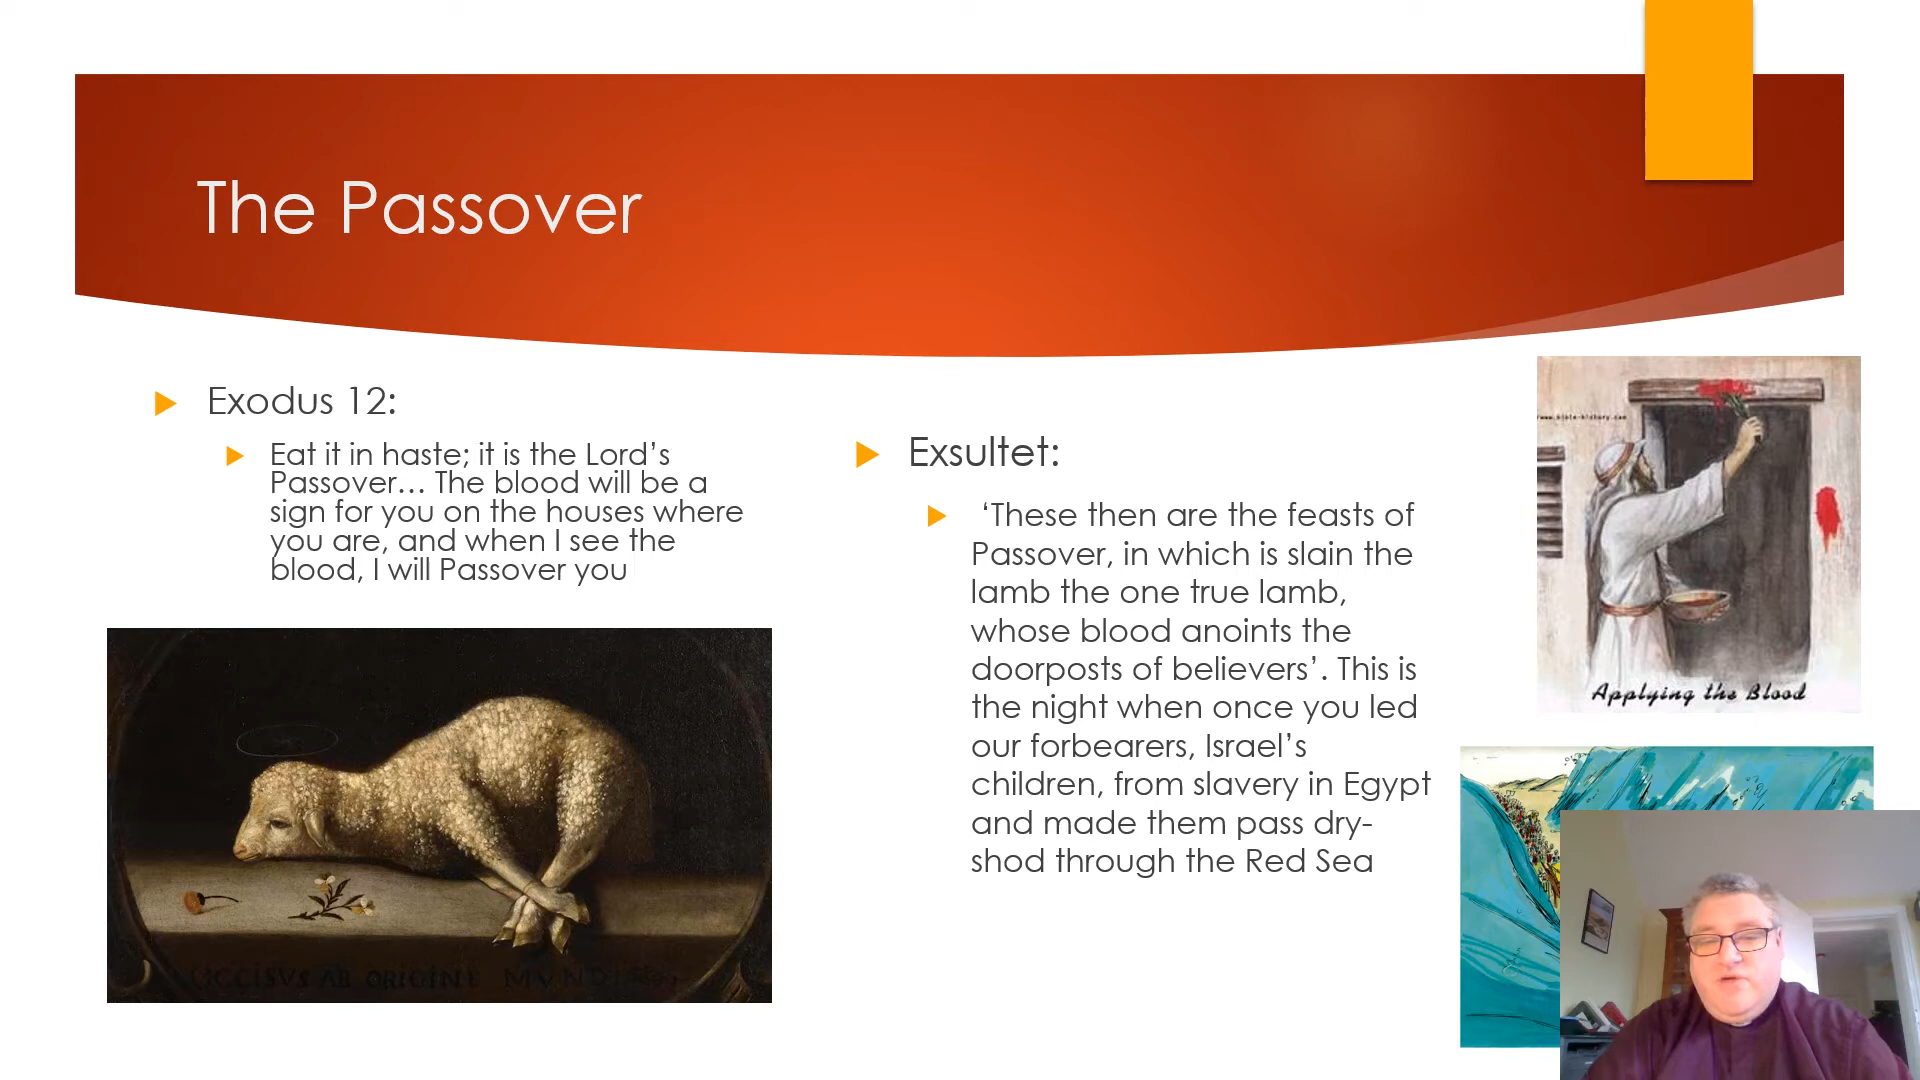 The Passover
Exodus 12:
Eat it in haste; it is the Lord’s
Passover… The blood will be a
sign for you on the houses where
you are, and when I see the
blood, I will Passover you
Exsultet:
‘These then are the feasts of
Passover, in which is slain the
lamb the one true lamb,
whose blood anoints the
doorposts of believers’. This is
the night when once you led
our forbearers, Israel’s
children, from slavery in Egypt
and made them pass dry-
shod through the Red Sea
www.bible-history.com
Applying the Blood
OCCISVS AB ORIGINE MVNDI